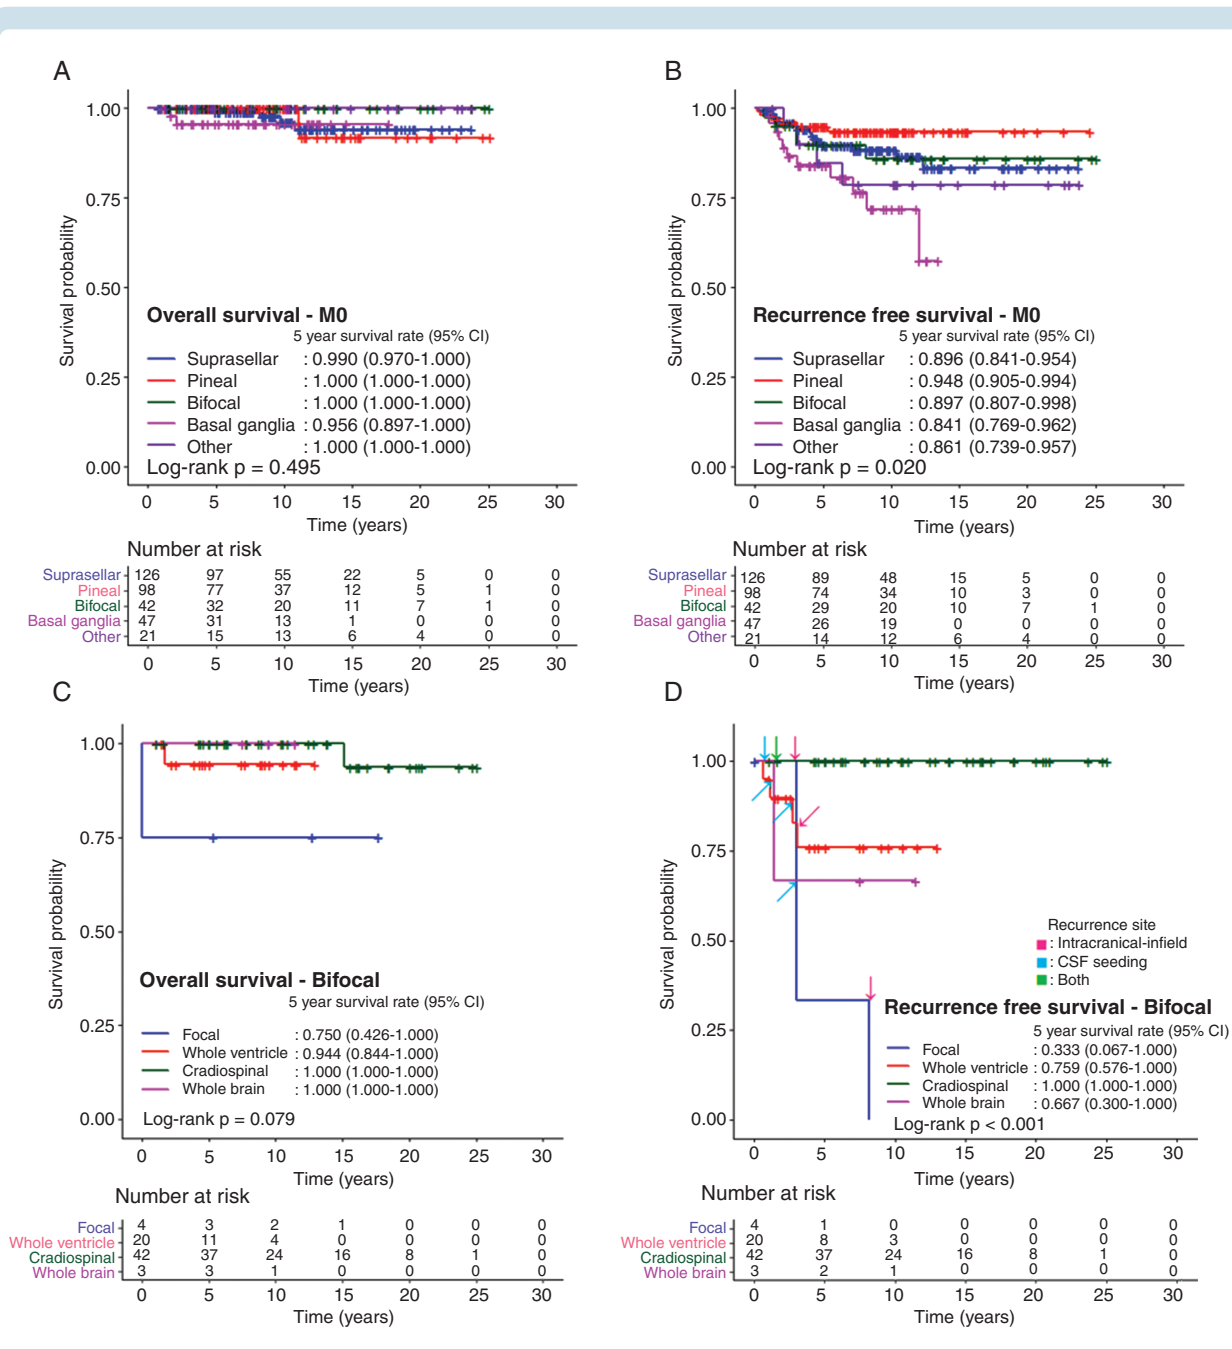 A
1.00
0.75
0.50
0.25
0.00
Survival probability
Overall survival - M0
5 year survival rate (95% CI)
Suprasellar : 0.990 (0.970-1.000)
Pineal : 1.000 (1.000-1.000)
Bifocal : 1.000 (1.000-1.000)
Basal ganglia : 0.956 (0.897-1.000)
Other : 1.000 (1.000-1.000)
Log-rank p = 0.495
0 5 10 15 20 25 30
Time (years)
Number at risk
Suprasellar 126 97 55 22 5 0 0
Pineal 98 77 37 12 5 1 0
Bifocal 42 32 20 11 7 1 0
Basal ganglia 47 31 13 1 0 0 0
Other 21 15 13 6 4 0 0
0 5 10 15 20 25 30
Time (years)
B
1.00
0.75
0.50
0.25
0.00
Survival probability
Recurrence free survival - M0
5 year survival rate (95% CI)
Suprasellar : 0.896 (0.841-0.954)
Pineal : 0.948 (0.905-0.994)
Bifocal : 0.897 (0.807-0.998)
Basal ganglia : 0.841 (0.769-0.962)
Other : 0.861 (0.739-0.957)
Log-rank p = 0.020
0 5 10 15 20 25 30
Time (years)
Number at risk
Suprasellar 126 89 48 15 5 0 0
Pineal 98 74 34 10 3 0 0
Bifocal 42 29 20 10 7 1 0
Basal ganglia 47 26 19 0 0 0 0
Other 21 14 12 6 4 0 0
0 5 10 15 20 25 30
Time (years)
C
1.00
0.75
0.50
0.25
0.00
Survival probability
Overall survival - Bifocal
5 year survival rate (95% CI)
Focal : 0.750 (0.426-1.000)
Whole ventricle : 0.944 (0.844-1.000)
Cradiospinal : 1.000 (1.000-1.000)
Whole brain : 1.000 (1.000-1.000)
Log-rank p = 0.079
0 5 10 15 20 25 30
Time (years)
Number at risk
Focal 4 3 2 1 0 0 0
Whole ventricle 20 11 4 0 0 0 0
Cradiospinal 42 37 24 16 8 1 0
Whole brain 3 3 1 0 0 0 0
0 5 10 15 20 25 30
Time (years)
D
1.00
0.75
0.50
0.25
0.00
Survival probability
Recurrence site
: Intracranical-infield
: CSF seeding
: Both
Recurrence free survival - Bifocal
5 year survival rate (95% CI)
Focal : 0.333 (0.067-1.000)
Whole ventricle : 0.759 (0.576-1.000)
Cradiospinal : 1.000 (1.000-1.000)
Whole brain : 0.667 (0.300-1.000)
Log-rank p < 0.001
0 5 10 15 20 25 30
Time (years)
Number at risk
Focal 4 1 0 0 0 0 0
Whole ventricle 20 8 3 0 0 0 0
Cradiospinal 42 37 24 16 8 1 0
Whole brain 3 2 1 0 0 0 0
0 5 10 15 20 25 30
Time (years)